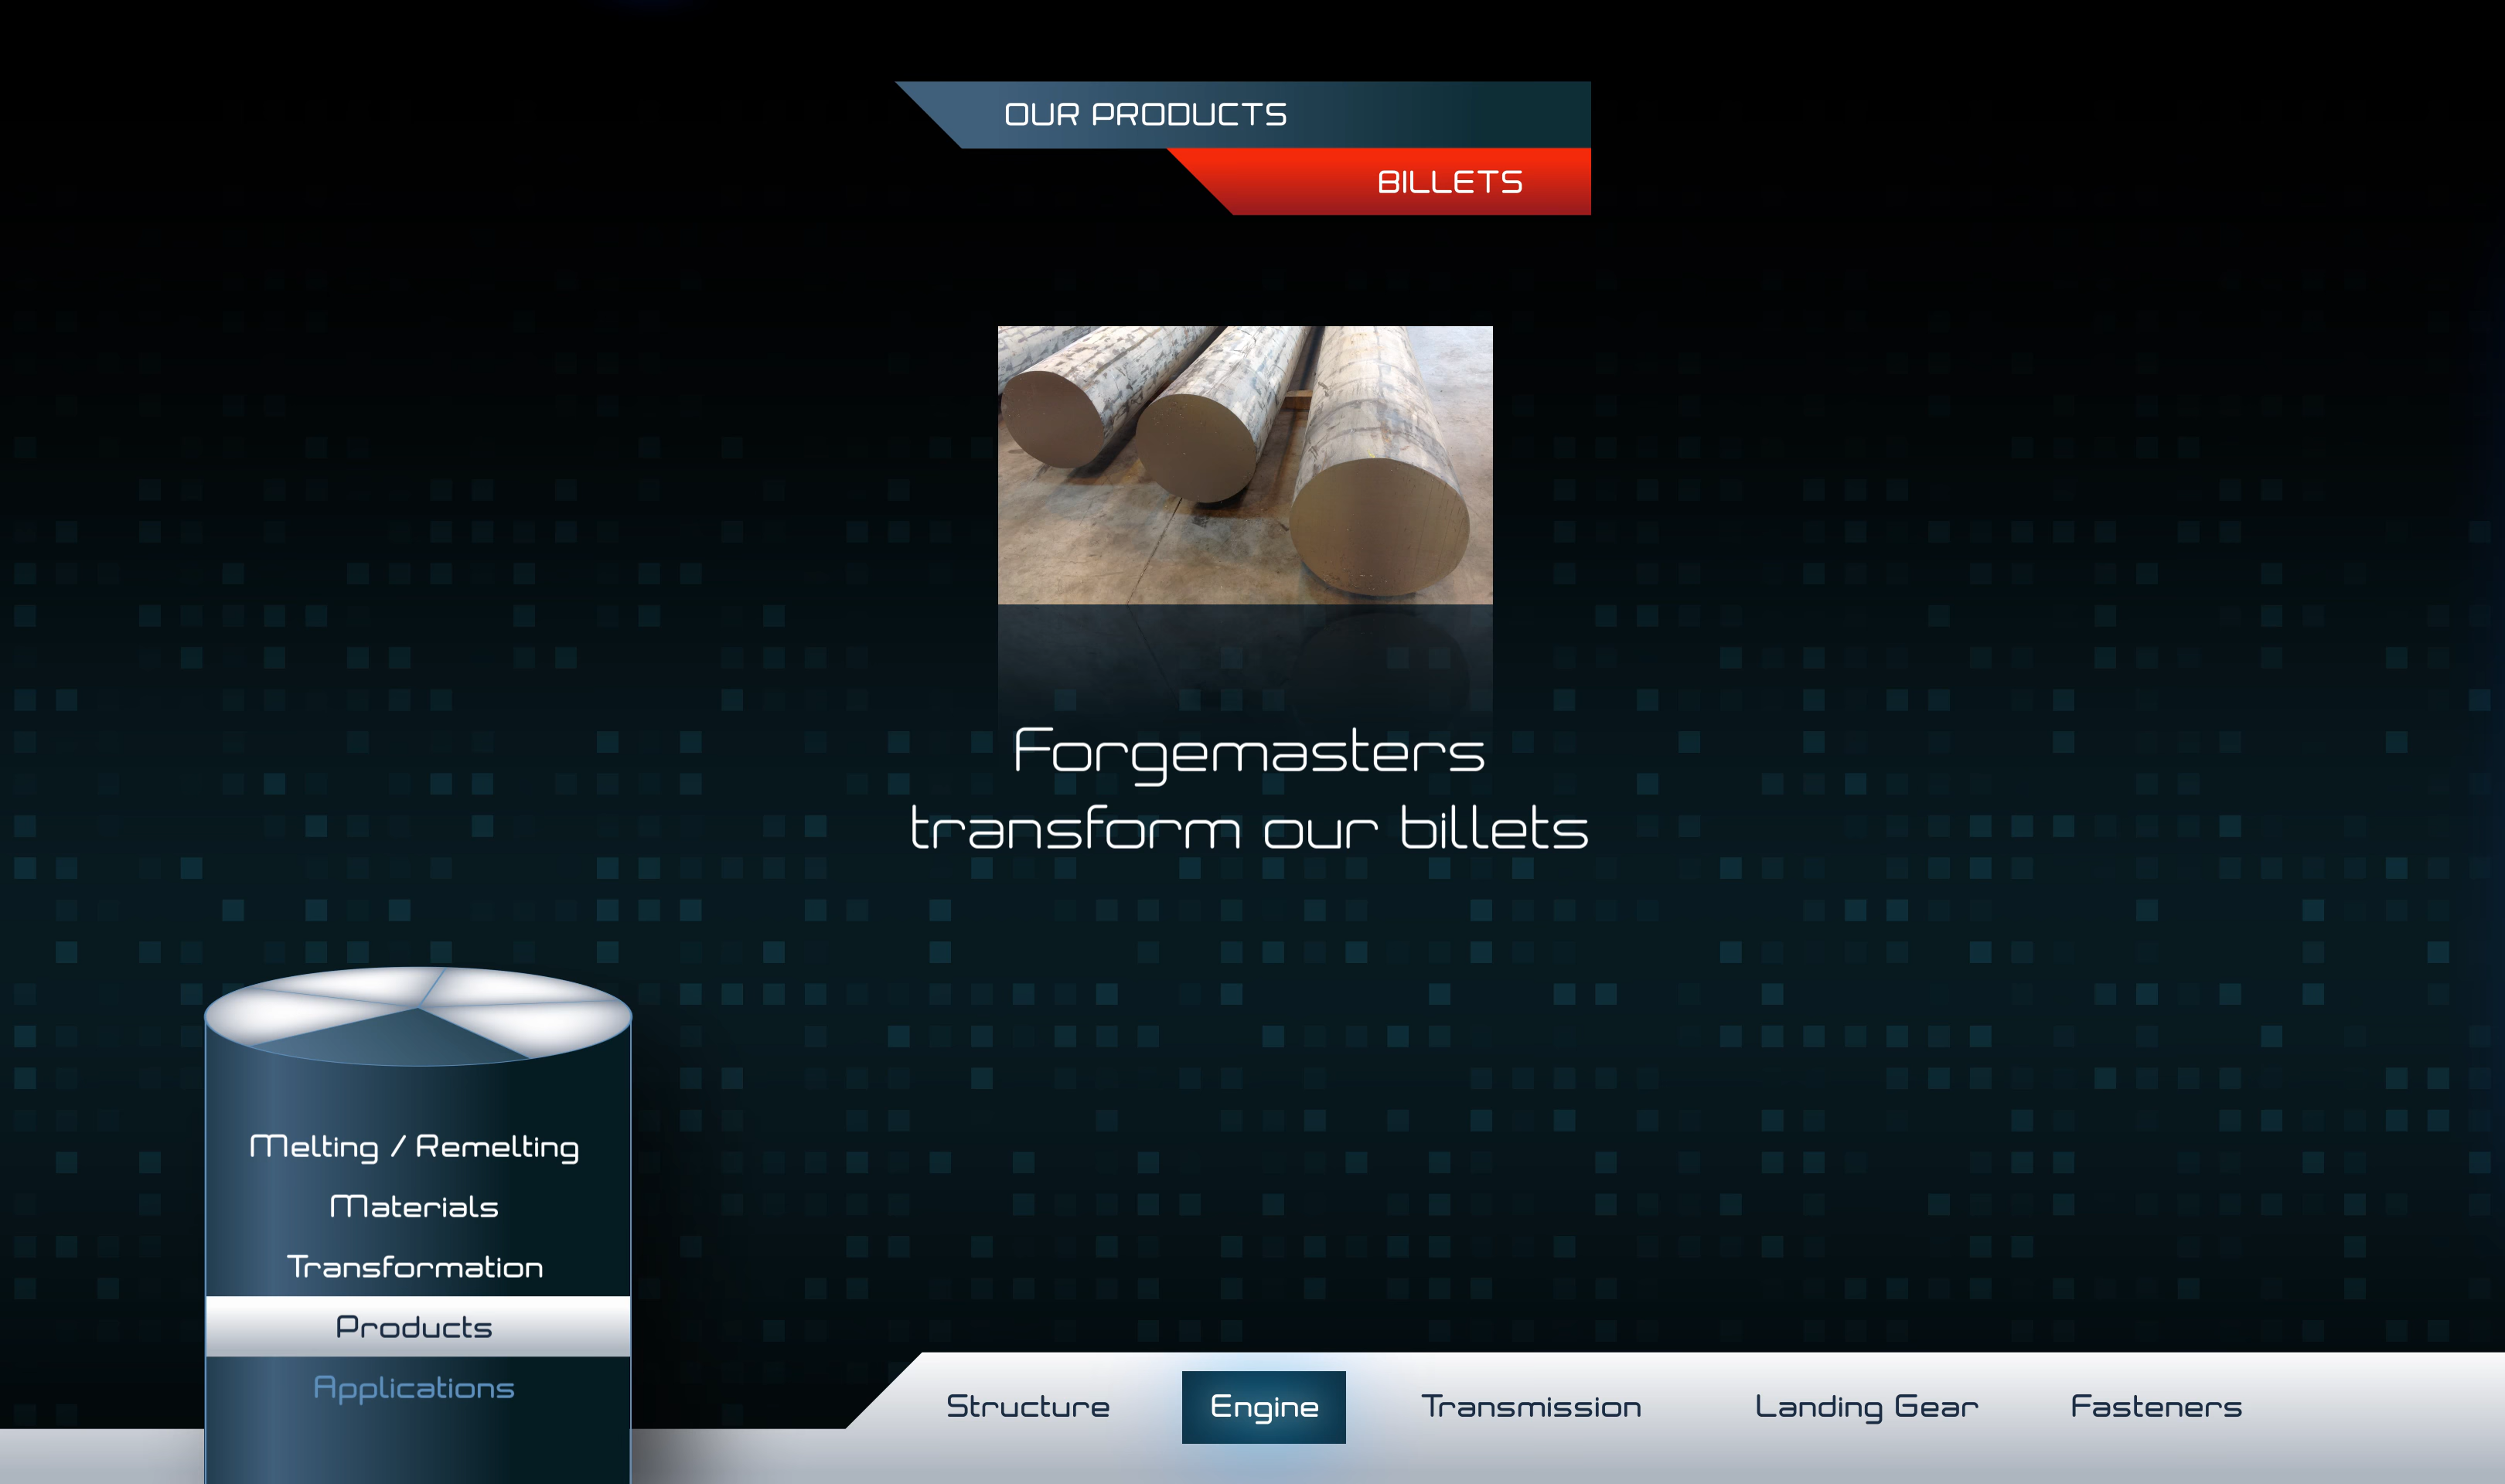 OUR PRODUCTS
BILLETS
Forgemasters
transform our billets
Melting / Remelting
Materials
Transformation
Products
Applications
Structure
Engine
Transmission
Landing Gear
Fasteners